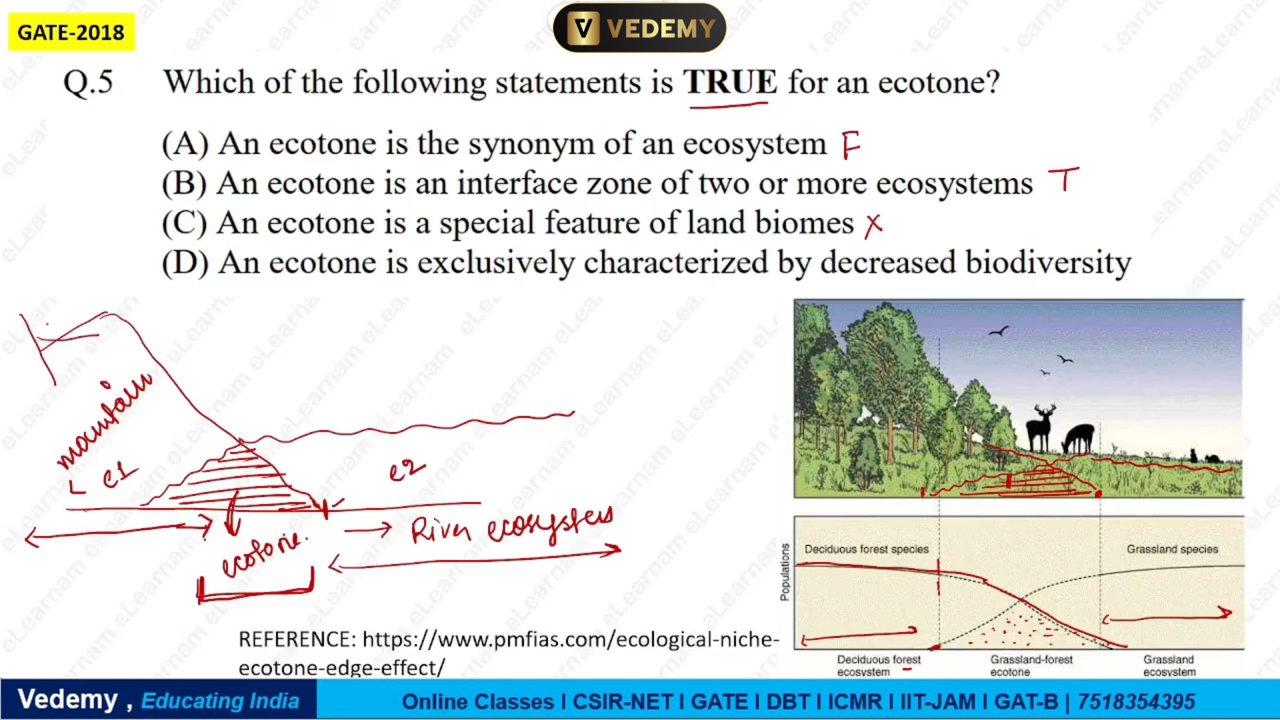 GATE-2018
VEDEMY
Q.5 Which of the following statements is TRUE for an ecotone?
(A) An ecotone is the synonym of an ecosystem F
(B) An ecotone is an interface zone of two or more ecosystems T
(C) An ecotone is a special feature of land biomes X
(D) An ecotone is exclusively characterized by decreased biodiversity
mountain
e1
e2
ecotone.
River ecosystem
Populations
Deciduous forest species
Grassland species
Deciduous forest
ecosystem
Grassland-forest
ecotone
Grassland
ecosystem
REFERENCE: https://www.pmfias.com/ecological-niche-
ecotone-edge-effect/
Vedemy , Educating India
Online Classes I CSIR-NET I GATE I DBT I ICMR I IIT-JAM I GAT-B | 7518354395
eLearnam eLearnam eLearnam